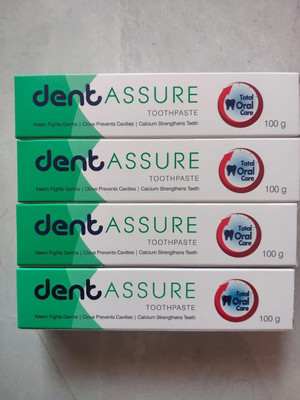 dentASSURE
TOOTHPASTE
Neem Fights Germs | Clove Prevents Cavities | Calcium Strengthens Teeth
Total
Oral
Care
100 g
dentASSURE
TOOTHPASTE
Neem Fights Germs | Clove Prevents Cavities | Calcium Strengthens Teeth
Total
Oral
Care
100 g
dentASSURE
TOOTHPASTE
Neem Fights Germs | Clove Prevents Cavities | Calcium Strengthens Teeth
Total
Oral
Care
100 g
dentASSURE
TOOTHPASTE
Neem Fights Germs | Clove Prevents Cavities | Calcium Strengthens Teeth
Total
Oral
Care
100 g